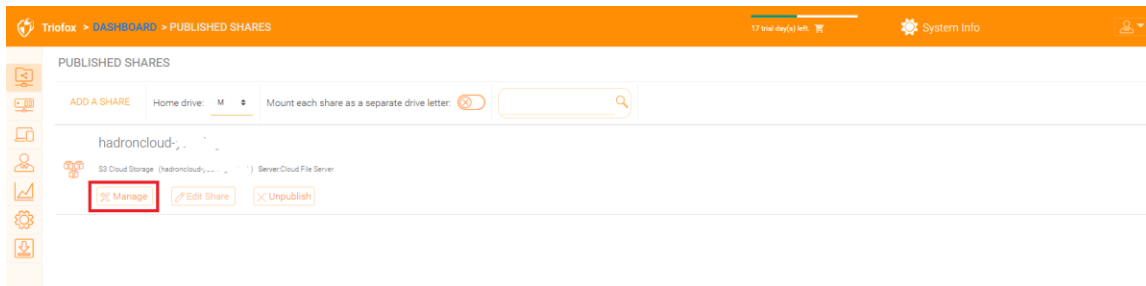 Triofox > DASHBOARD > PUBLISHED SHARES
17 trial day(s) left.
System Info
PUBLISHED SHARES
ADD A SHARE Home drive: M Mount each share as a separate drive letter:
hadroncloud-
S3 Cloud Storage (hadroncloud- ) Server:Cloud File Server
Manage Edit Share Unpublish